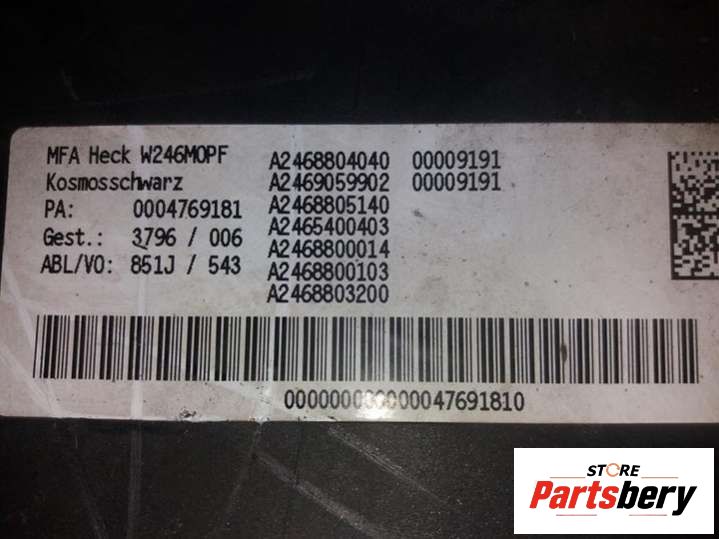 MFA Heck W246MOPF
Kosmosschwarz
PA: 0004769181
Gest.: 3796 / 006
ABL/VO: 851J / 543
A2468804040 00009191
A2469059902 00009191
A2468805140
A2465400403
A2468800014
A2468800103
A2468803200
000000000000047691810
STORE
Partsbery